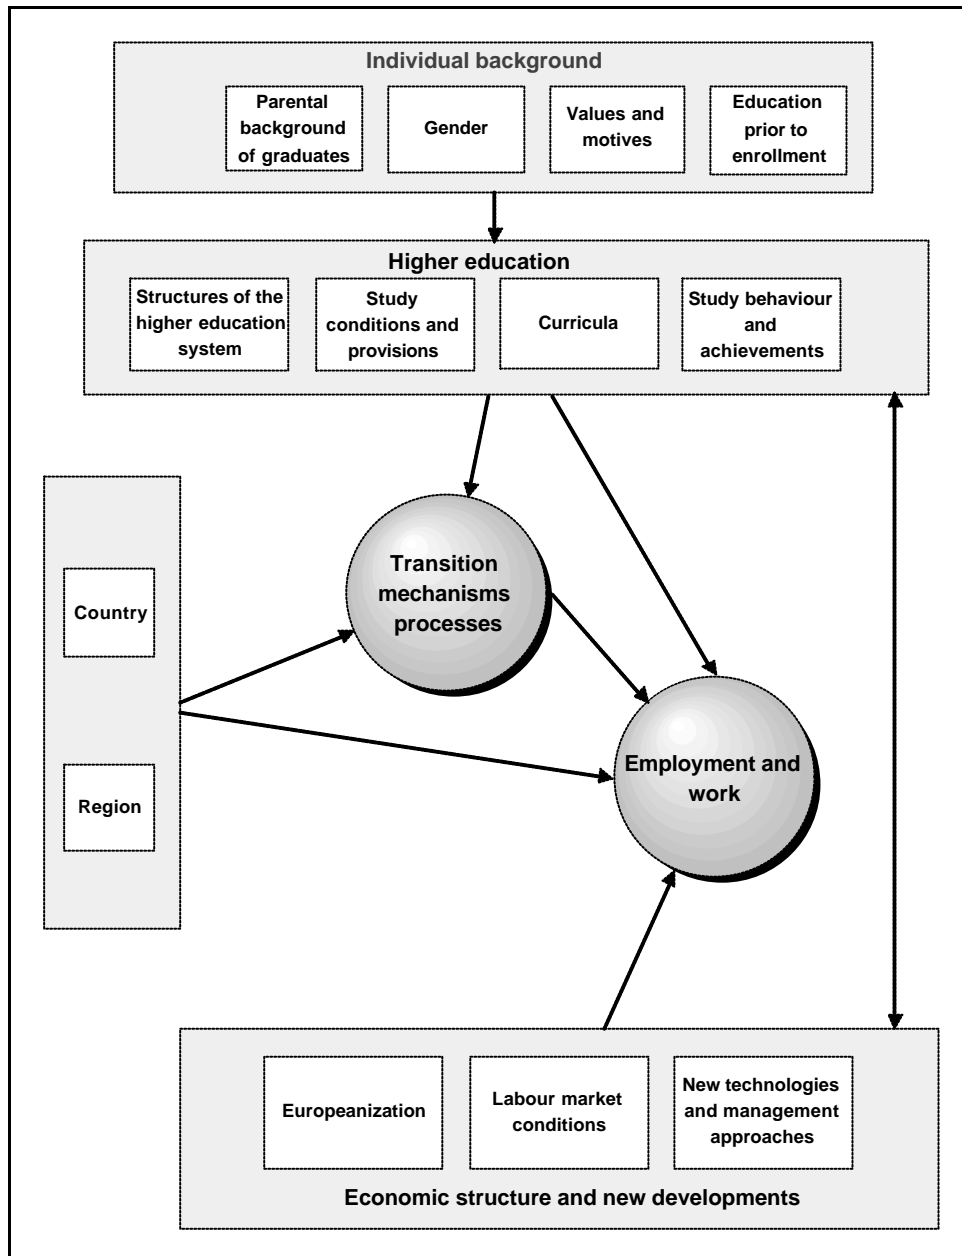 Individual background
Parental
background
of graduates
Gender
Values and
motives
Education
prior to
enrollment
Higher education
Structures of the
higher education
system
Study
conditions and
provisions
Curricula
Study behaviour
and
achievements
Transition
mechanisms
processes
Country
Region
Employment and
work
Europeanization
Labour market
conditions
New technologies
and management
approaches
Economic structure and new developments